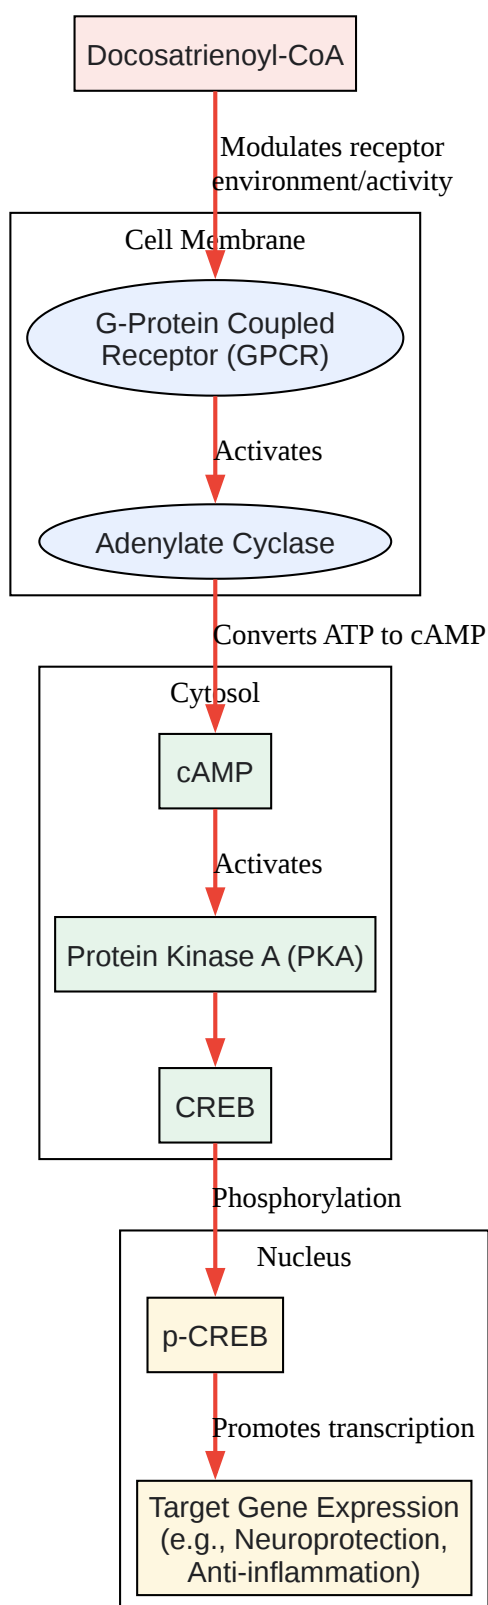 Docosatrienoyl-CoA
Modulates receptor
environment/activity
Cell Membrane
G-Protein Coupled
Receptor (GPCR)
Activates
Adenylate Cyclase
Converts ATP to cAMP
Cytosol
cAMP
Activates
Protein Kinase A (PKA)
CREB
Phosphorylation
Nucleus
p-CREB
Promotes transcription
Target Gene Expression
(e.g., Neuroprotection,
Anti-inflammation)